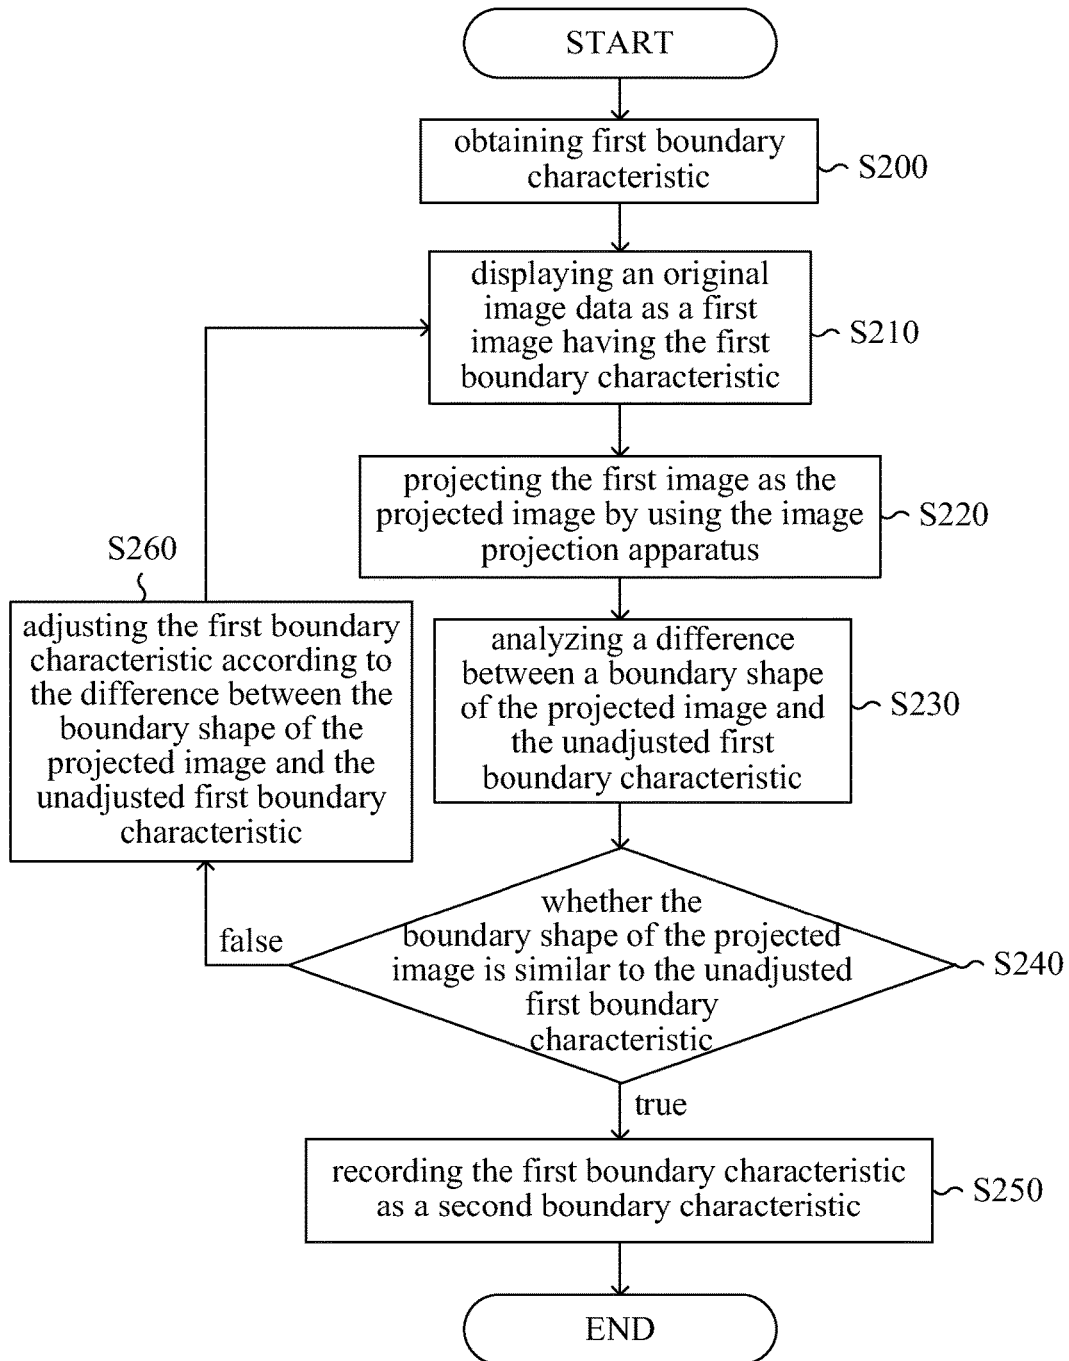 START
obtaining first boundary
characteristic
S200
displaying an original
image data as a first
image having the first
boundary characteristic
S210
projecting the first image as the
projected image by using the image
projection apparatus
S220
S260
adjusting the first boundary
characteristic according to
the difference between the
boundary shape of the
projected image and the
unadjusted first boundary
characteristic
analyzing a difference
between a boundary shape
of the projected image and
the unadjusted first
boundary characteristic
S230
whether the
boundary shape of the projected
image is similar to the unadjusted
first boundary
characteristic
S240
false
true
recording the first boundary characteristic
as a second boundary characteristic
S250
END